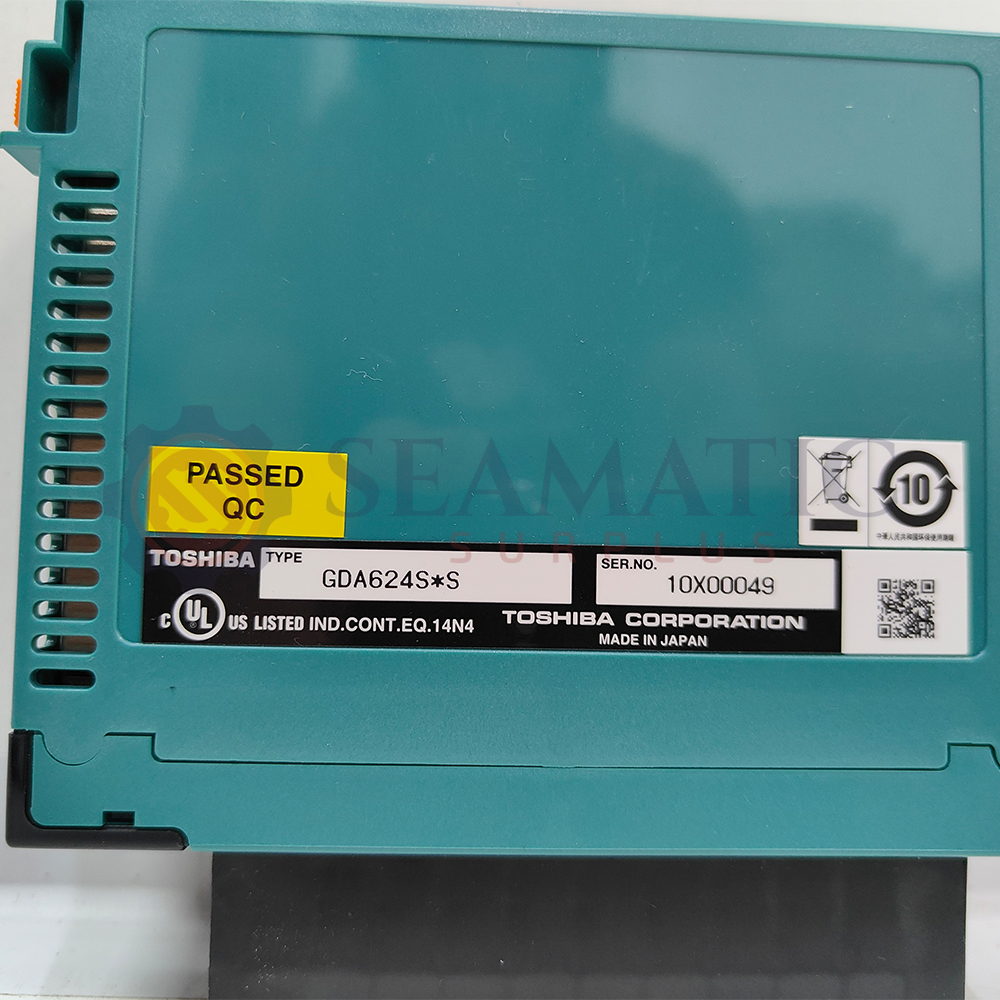 SEAMATIC
SURPLUS
PASSED
QC
10
TOSHIBA
TYPE
GDA624S*S
SER.NO.
10X00049
C UL US LISTED IND.CONT.EQ.14N4
TOSHIBA CORPORATION
MADE IN JAPAN